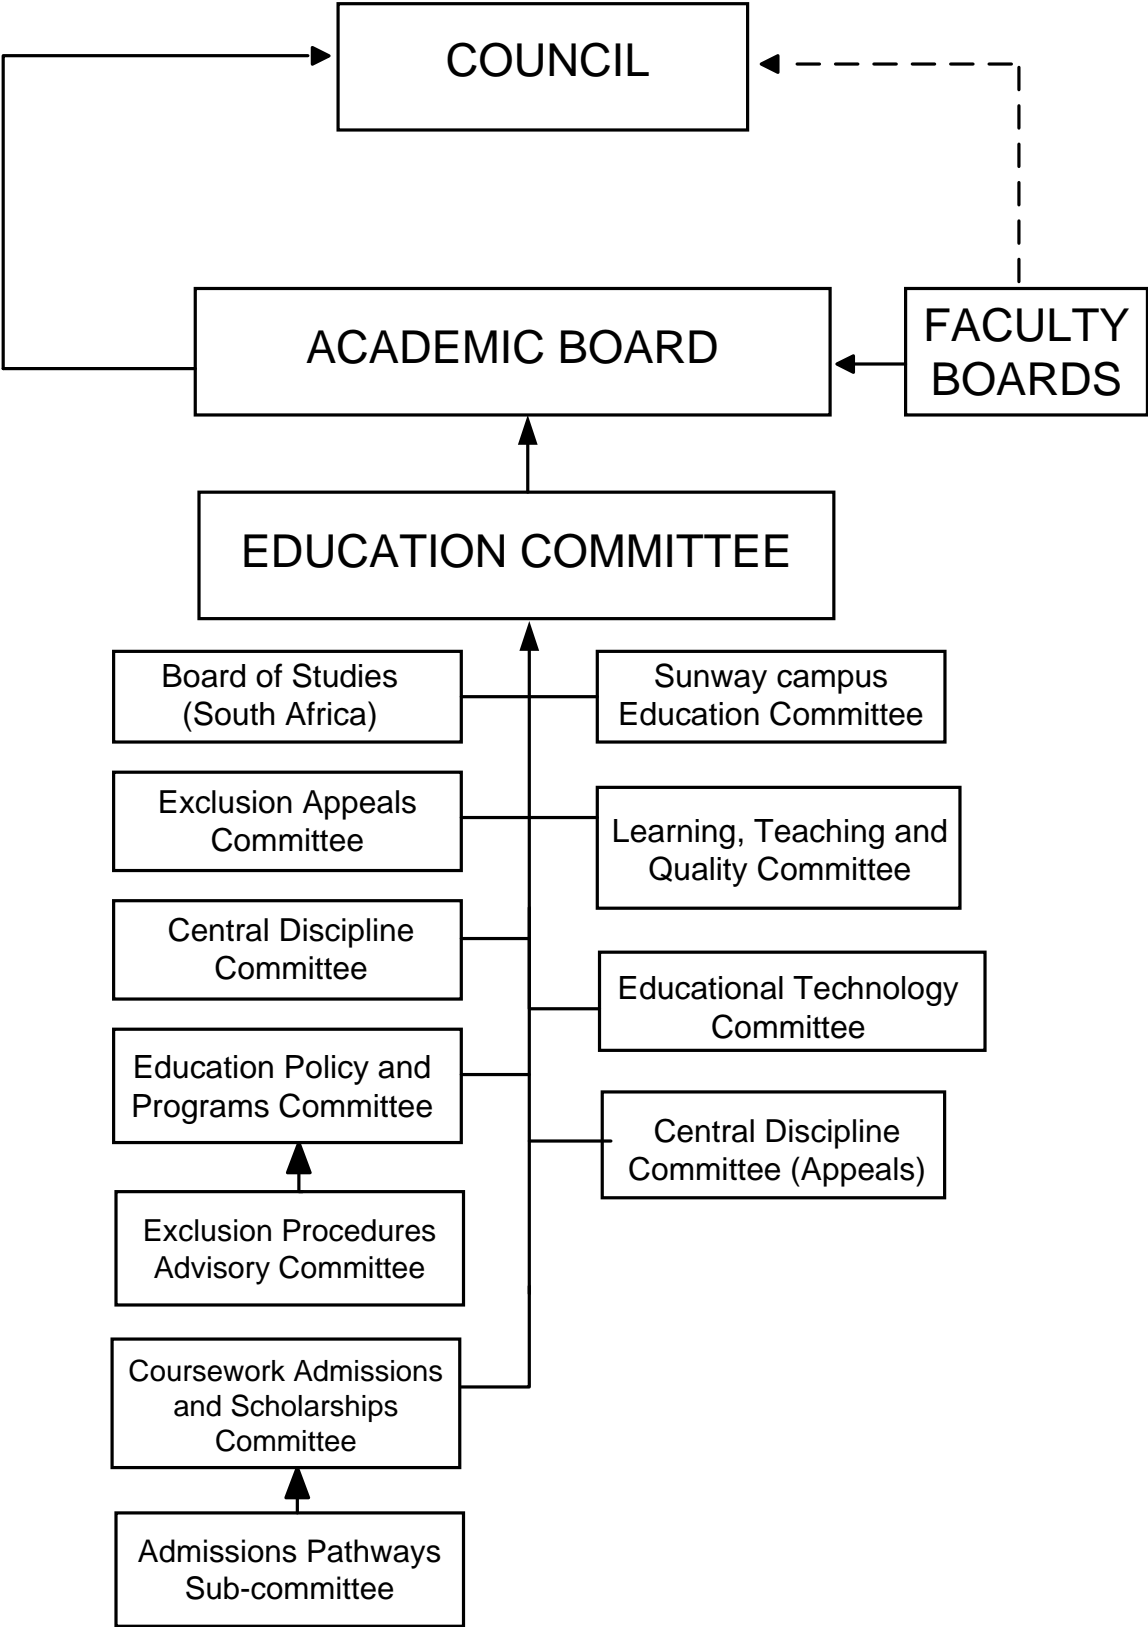 COUNCIL
ACADEMIC BOARD
FACULTY
BOARDS
EDUCATION COMMITTEE
Board of Studies
(South Africa)
Sunway campus
Education Committee
Exclusion Appeals
Committee
Learning, Teaching and
Quality Committee
Central Discipline
Committee
Educational Technology
Committee
Education Policy and
Programs Committee
Central Discipline
Committee (Appeals)
Exclusion Procedures
Advisory Committee
Coursework Admissions
and Scholarships
Committee
Admissions Pathways
Sub-committee